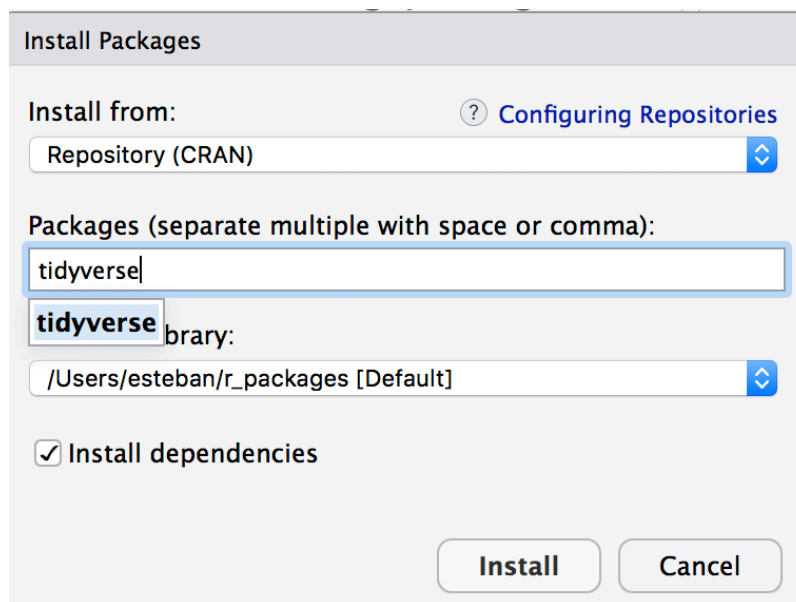 Install Packages
Install from:
? Configuring Repositories
Repository (CRAN)
Packages (separate multiple with space or comma):
tidyverse
tidyverse
brary:
/Users/esteban/r_packages [Default]
Install dependencies
Install
Cancel